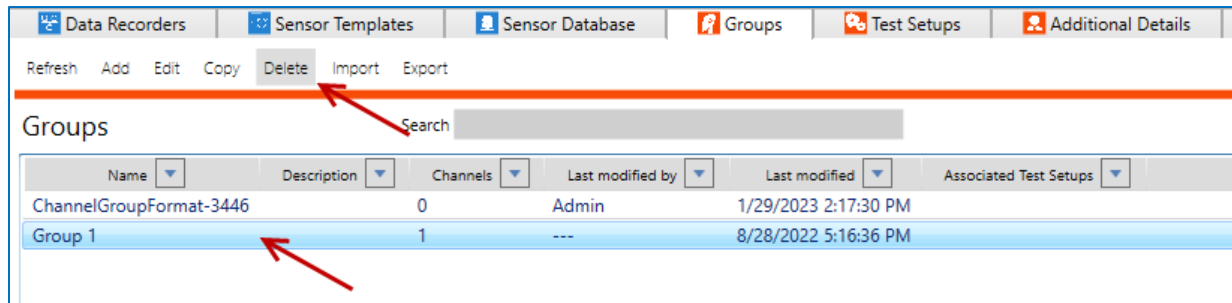 Data Recorders Sensor Templates Sensor Database Groups Test Setups Additional Details
Refresh Add Edit Copy Delete Import Export
Groups Search
Name Description Channels Last modified by Last modified Associated Test Setups
ChannelGroupFormat-3446 0 Admin 1/29/2023 2:17:30 PM
Group 1 1 --- 8/28/2022 5:16:36 PM